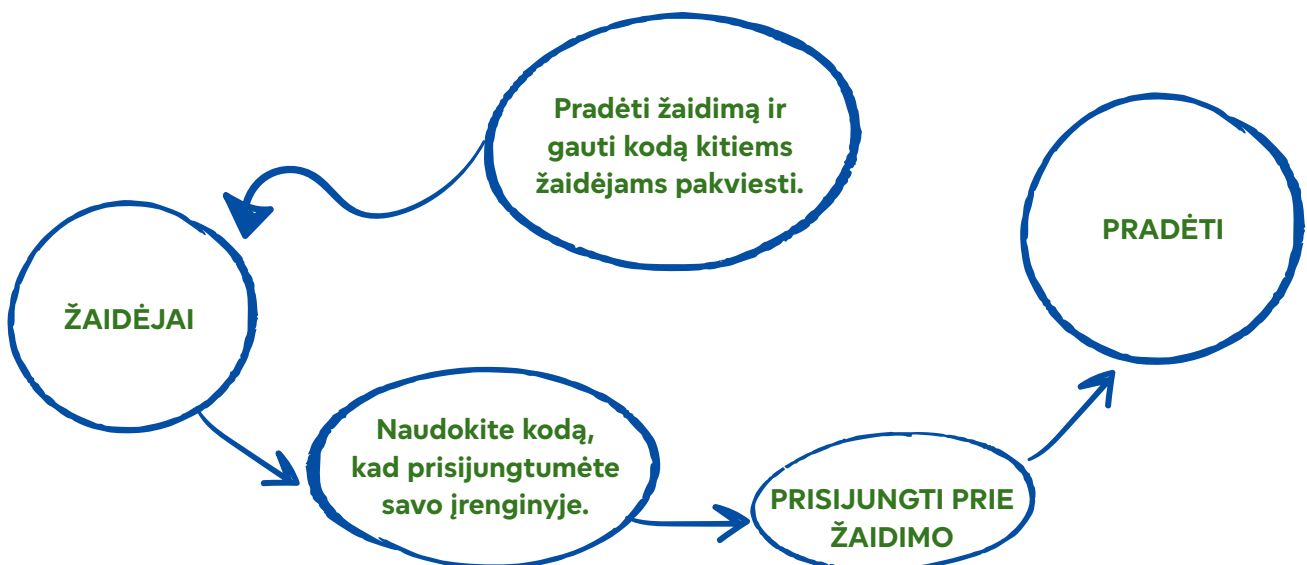 Pradėti žaidimą ir
gauti kodą kitiems
žaidėjams pakviesti.
ŽAIDĖJAI
Naudokite kodą,
kad prisijungtumėte
savo įrenginyje.
PRISIJUNGTI PRIE
ŽAIDIMO
PRADĖTI